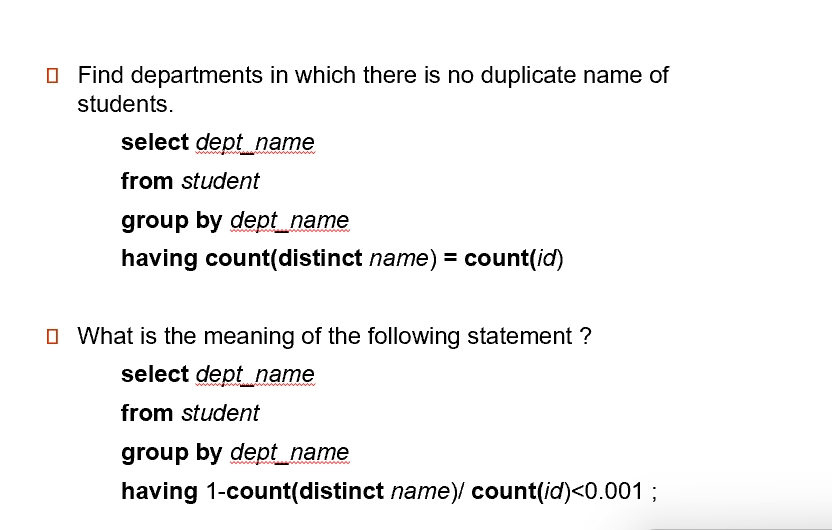 Find departments in which there is no duplicate name of
students.
select dept_name
from student
group by dept_name
having count(distinct name) = count(id)
What is the meaning of the following statement ?
select dept_name
from student
group by dept_name
having 1-count(distinct name)/ count(id)<0.001 ;